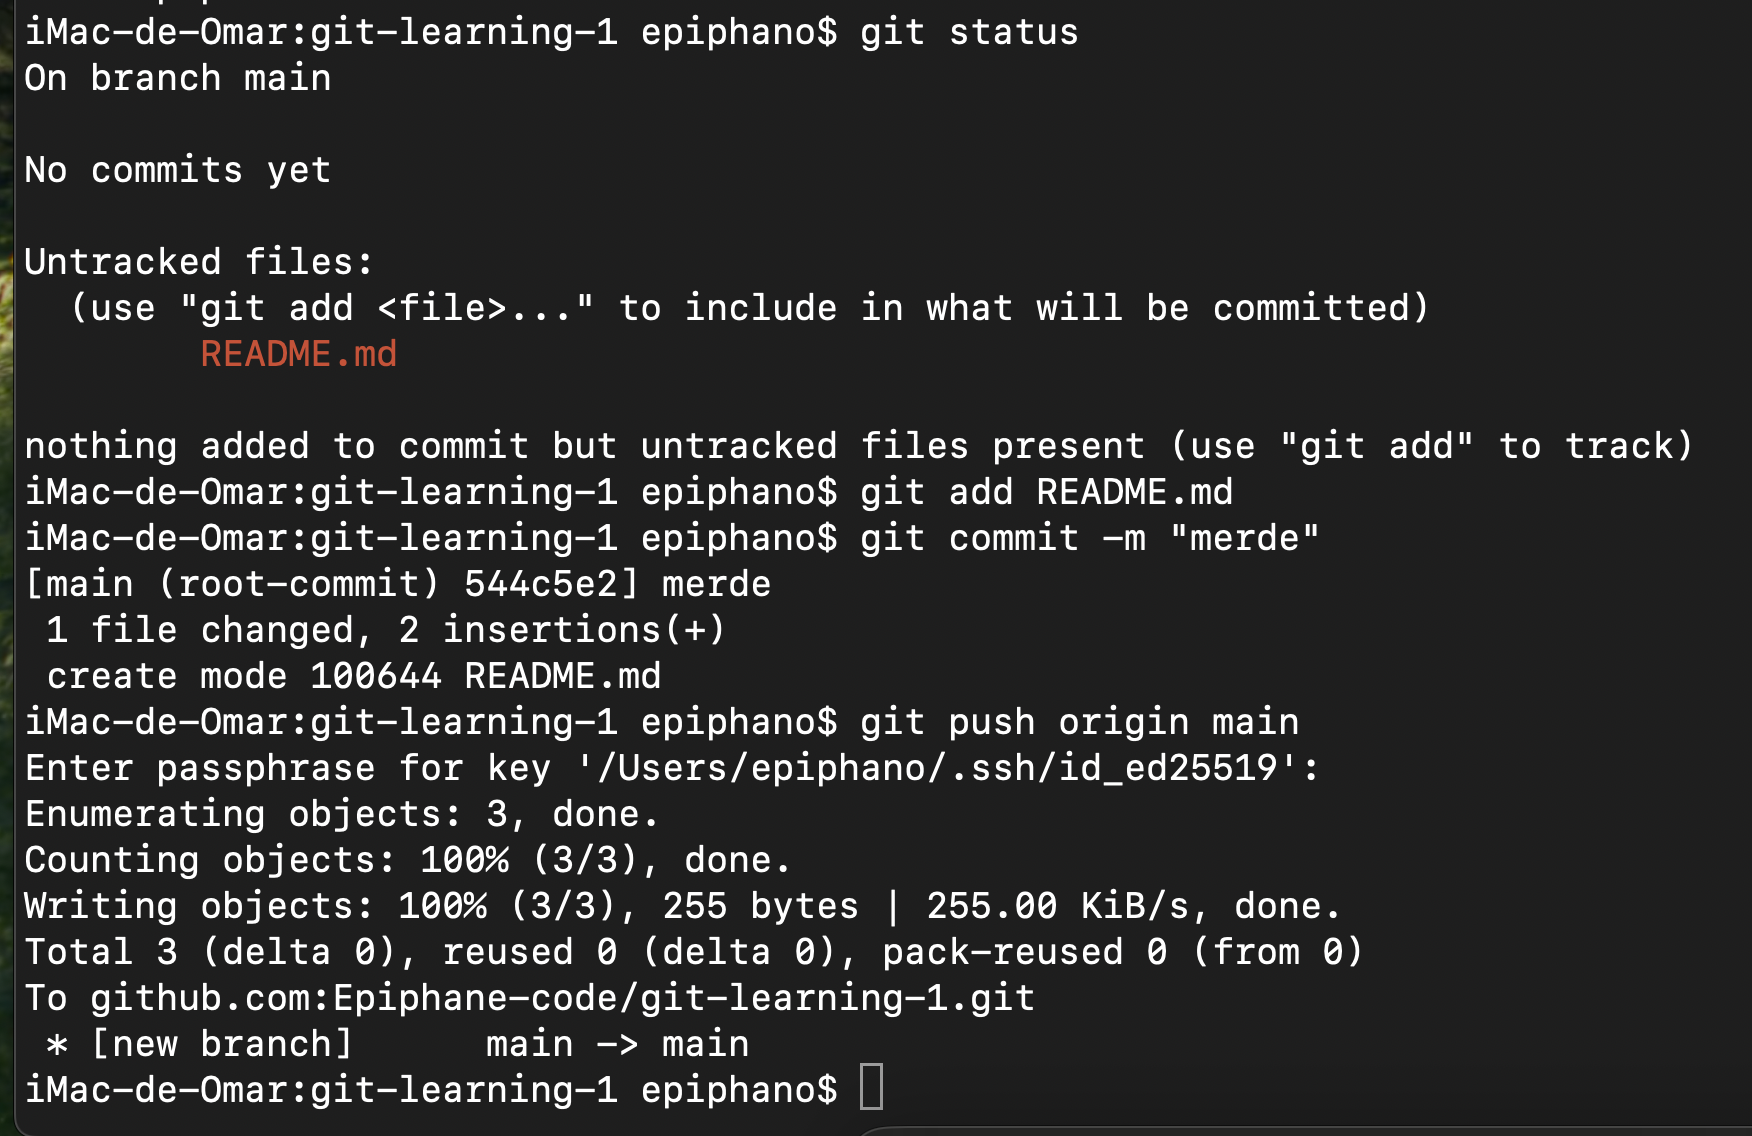 iMac-de-Omar:git-learning-1 epiphano$ git status
On branch main
No commits yet
Untracked files:
  (use "git add <file>..." to include in what will be committed)
        README.md
nothing added to commit but untracked files present (use "git add" to track)
iMac-de-Omar:git-learning-1 epiphano$ git add README.md
iMac-de-Omar:git-learning-1 epiphano$ git commit -m "merde"
[main (root-commit) 544c5e2] merde
 1 file changed, 2 insertions(+)
 create mode 100644 README.md
iMac-de-Omar:git-learning-1 epiphano$ git push origin main
Enter passphrase for key '/Users/epiphano/.ssh/id_ed25519':
Enumerating objects: 3, done.
Counting objects: 100% (3/3), done.
Writing objects: 100% (3/3), 255 bytes | 255.00 KiB/s, done.
Total 3 (delta 0), reused 0 (delta 0), pack-reused 0 (from 0)
To github.com:Epiphane-code/git-learning-1.git
 * [new branch]      main -> main
iMac-de-Omar:git-learning-1 epiphano$